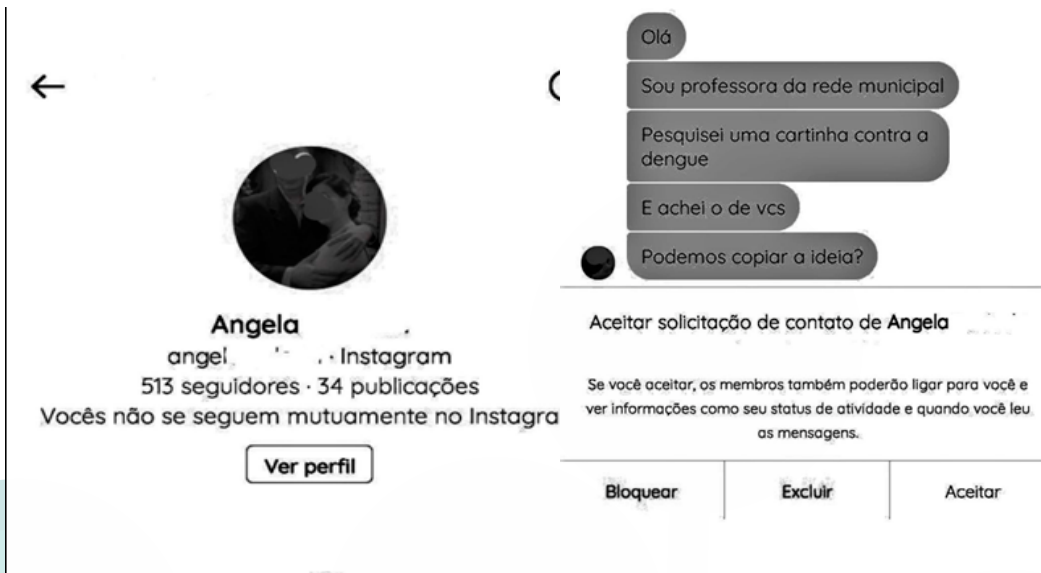 Angela
angel · Instagram
513 seguidores · 34 publicações
Vocês não se seguem mutuamente no Instagra
Ver perfil
Olá
Sou professora da rede municipal
Pesquisei uma cartinha contra a
dengue
E achei o de vcs
Podemos copiar a ideia?
Aceitar solicitação de contato de Angela
Se você aceitar, os membros também poderão ligar para você e
ver informações como seu status de atividade e quando você leu
as mensagens.
Bloquear
Excluir
Aceitar